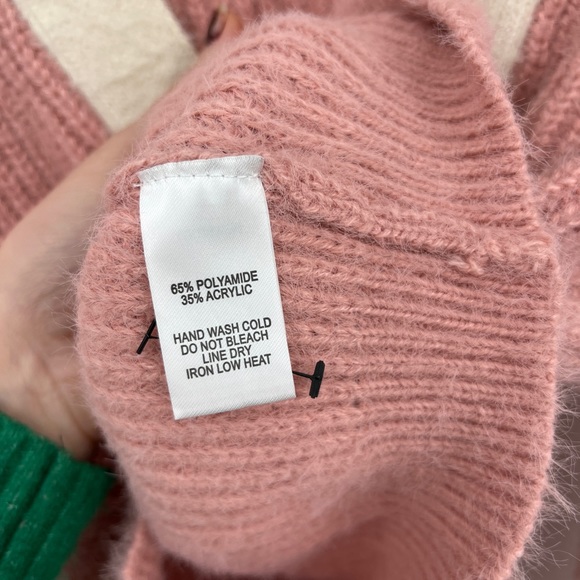 65% POLYAMIDE
35% ACRYLIC
HAND WASH COLD
DO NOT BLEACH
LINE DRY
IRON LOW HEAT